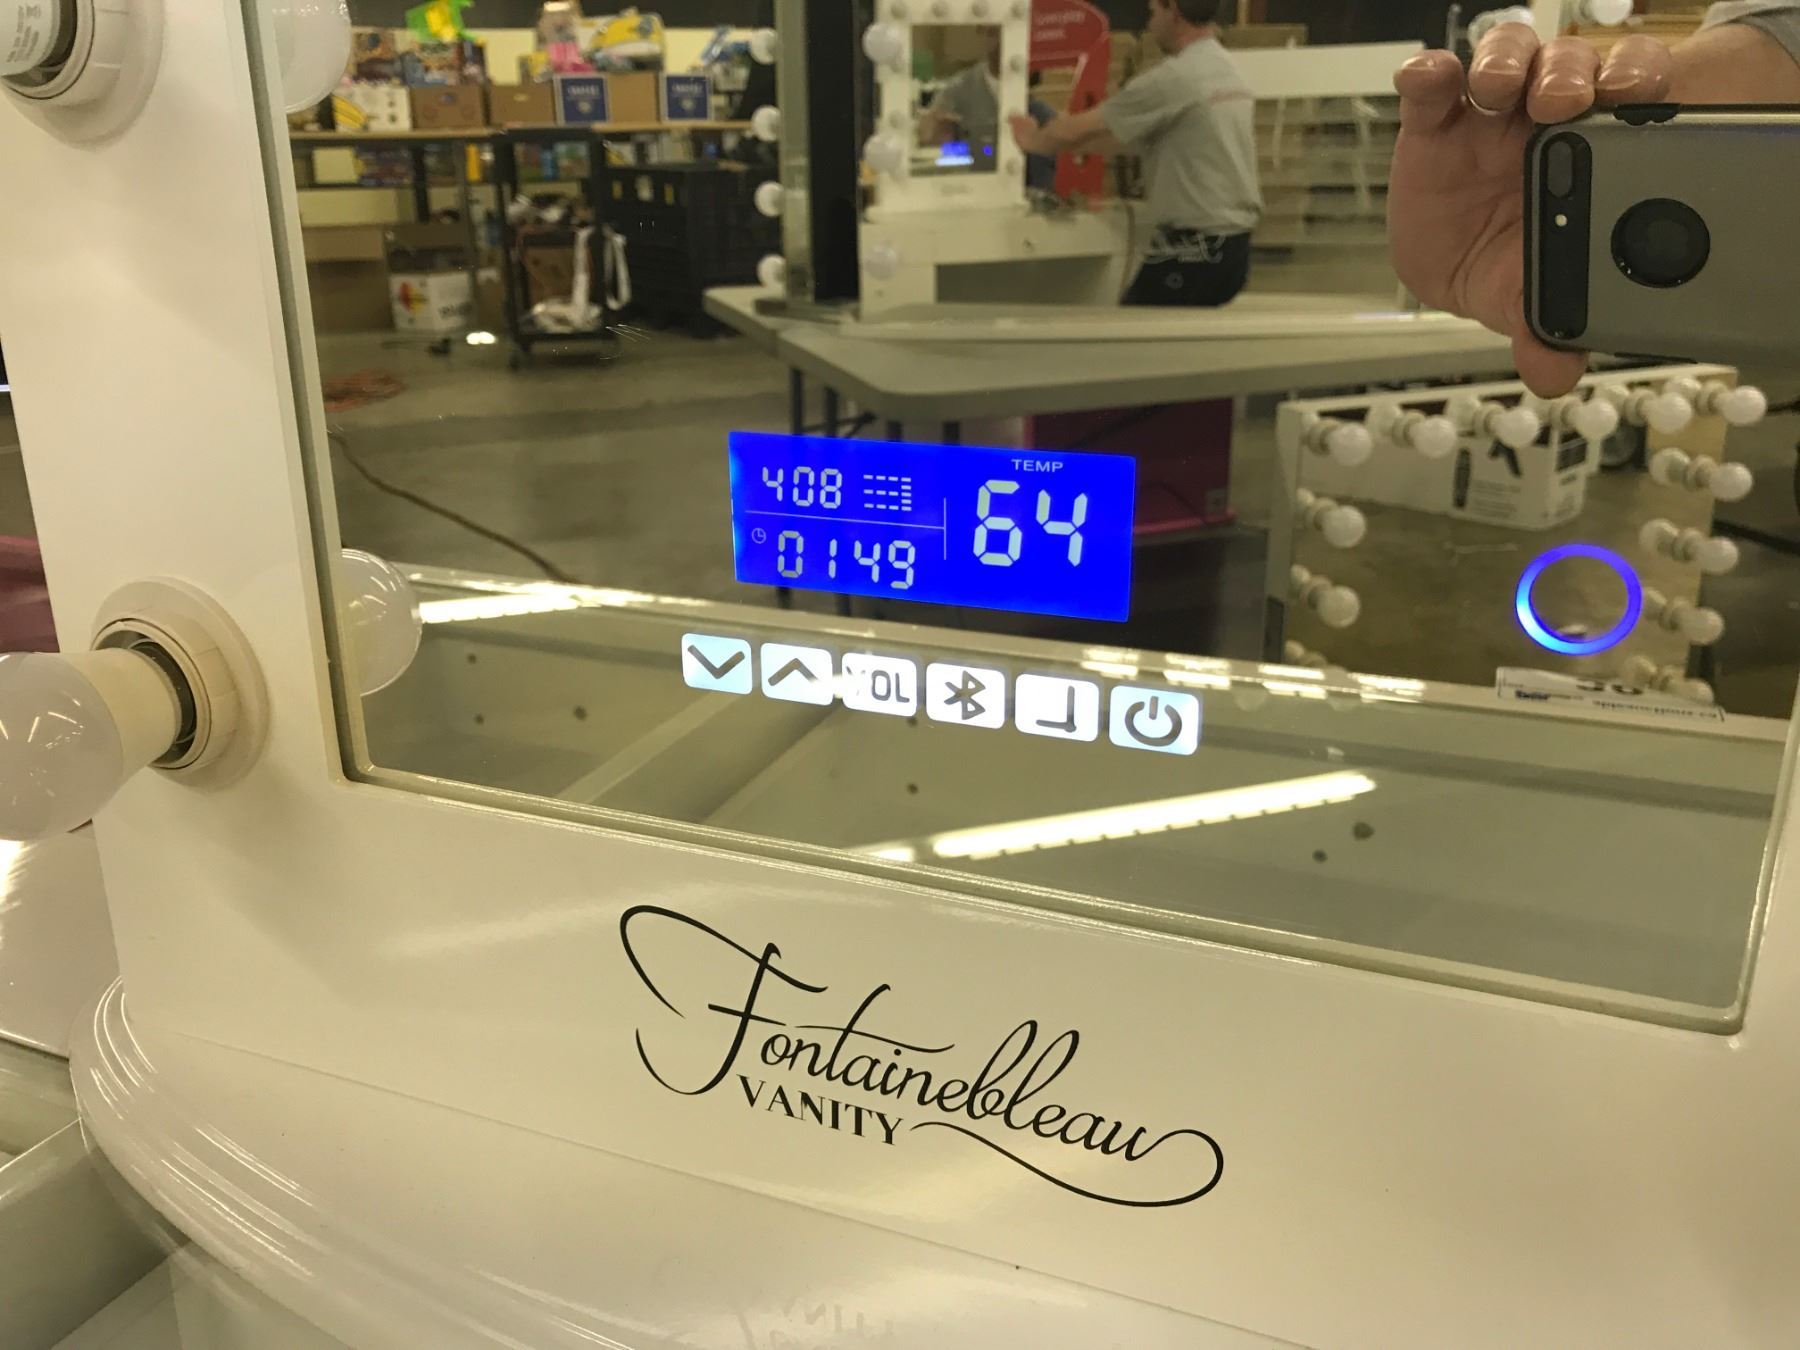 TEMP
408
64
0149
VOL
Fontainebleau
VANITY